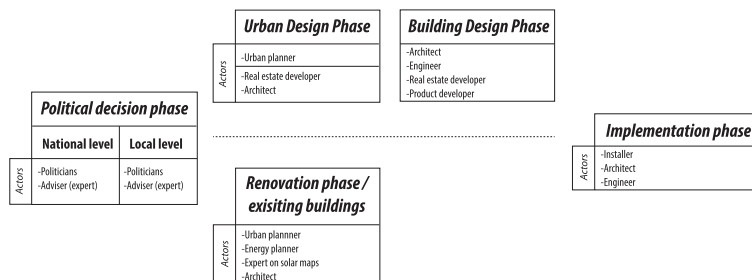 Urban Design Phase
Actors
-Urban planner
-Real estate developer
-Architect
Building Design Phase
-Architect
-Engineer
-Real estate developer
-Product developer
Political decision phase
National level
Local level
Actors
-Politicians
-Adviser (expert)
-Politicians
-Adviser (expert)
Implementation phase
Actors
-Installer
-Architect
-Engineer
Renovation phase /
exisiting buildings
Actors
-Urban plannner
-Energy planner
-Expert on solar maps
-Architect